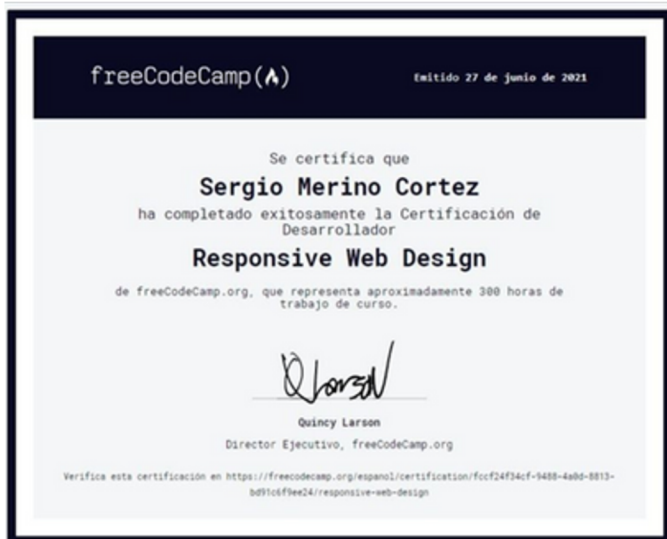 freeCodeCamp(🔥)
Emitido 27 de junio de 2021
Se certifica que
Sergio Merino Cortez
ha completado exitosamente la Certificación de
Desarrollador
Responsive Web Design
de freeCodeCamp.org, que representa aproximadamente 300 horas de
trabajo de curso.
Q Larson
Quincy Larson
Director Ejecutivo, freeCodeCamp.org
Verifica esta certificación en https://freecodecamp.org/espanol/certification/fccf24f34cf-9488-4a0d-8813-
bd91c6f9ee24/responsive-web-design